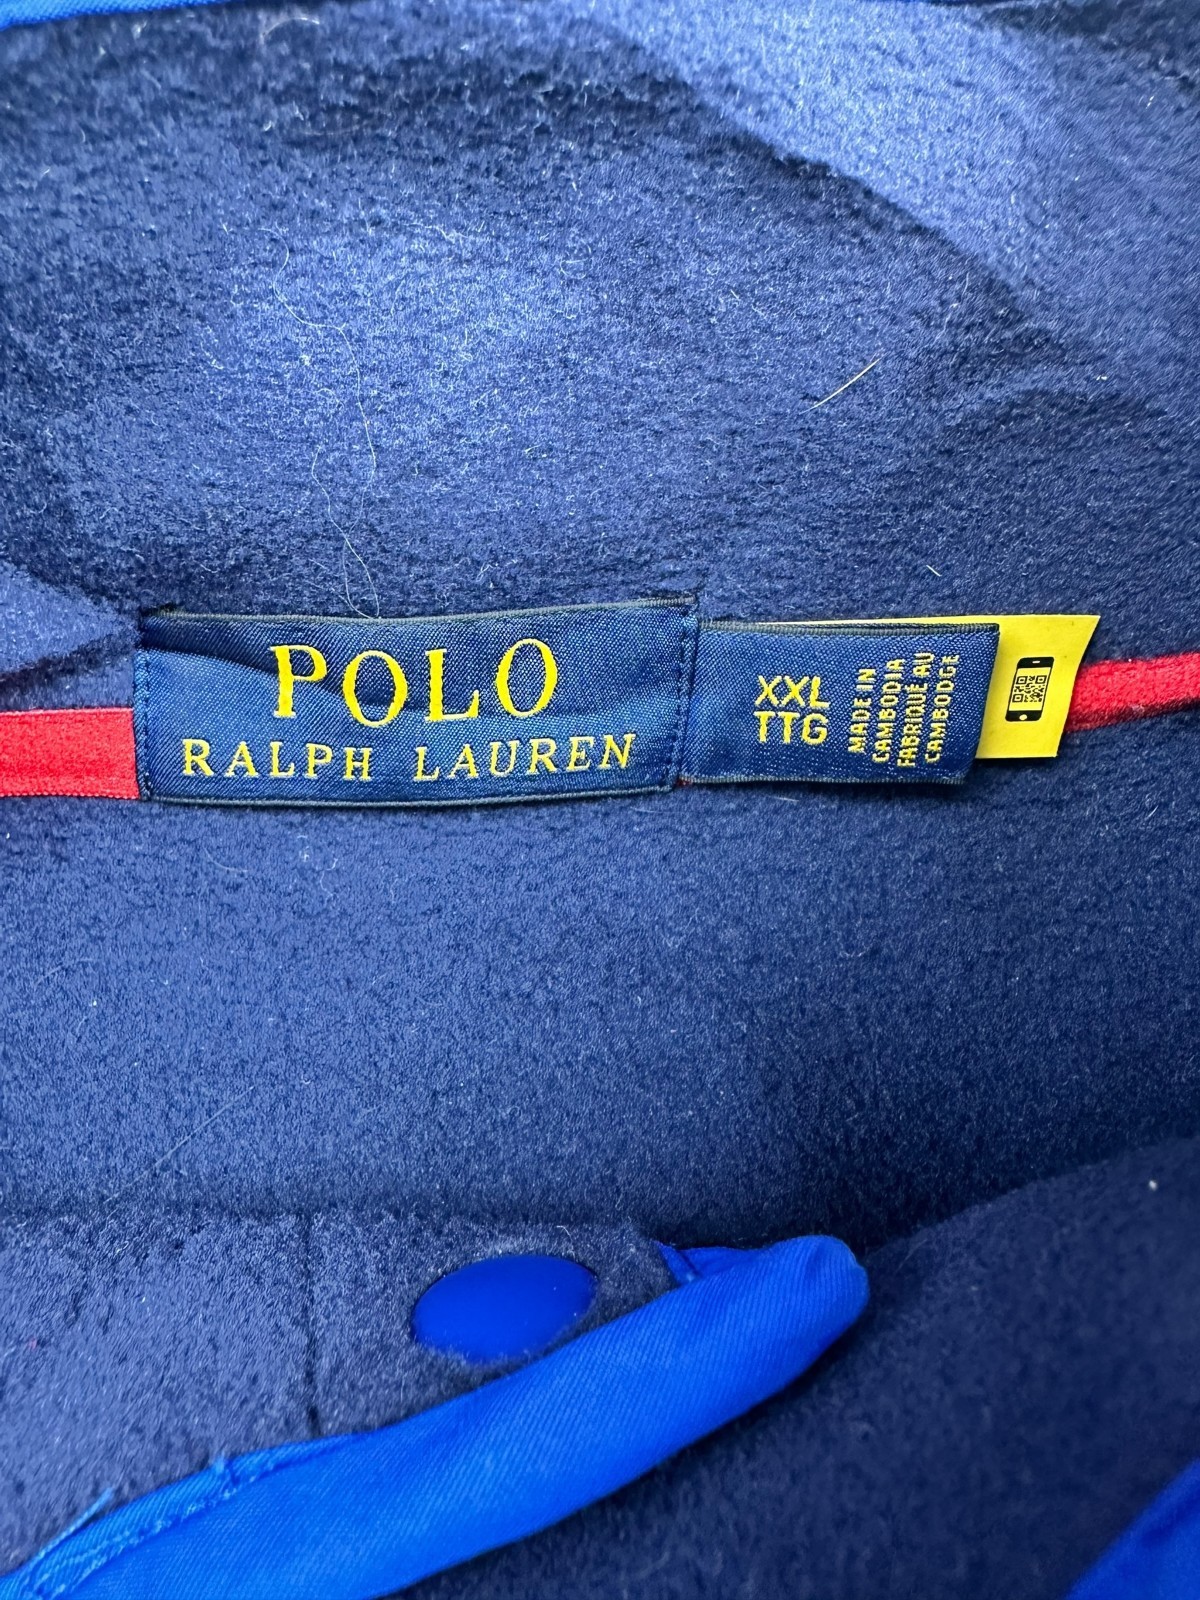 POLO
RALPH LAUREN
XXL
TTG
MADE IN
CAMBODIA
FABRIQUÉ AU
CAMBODGE